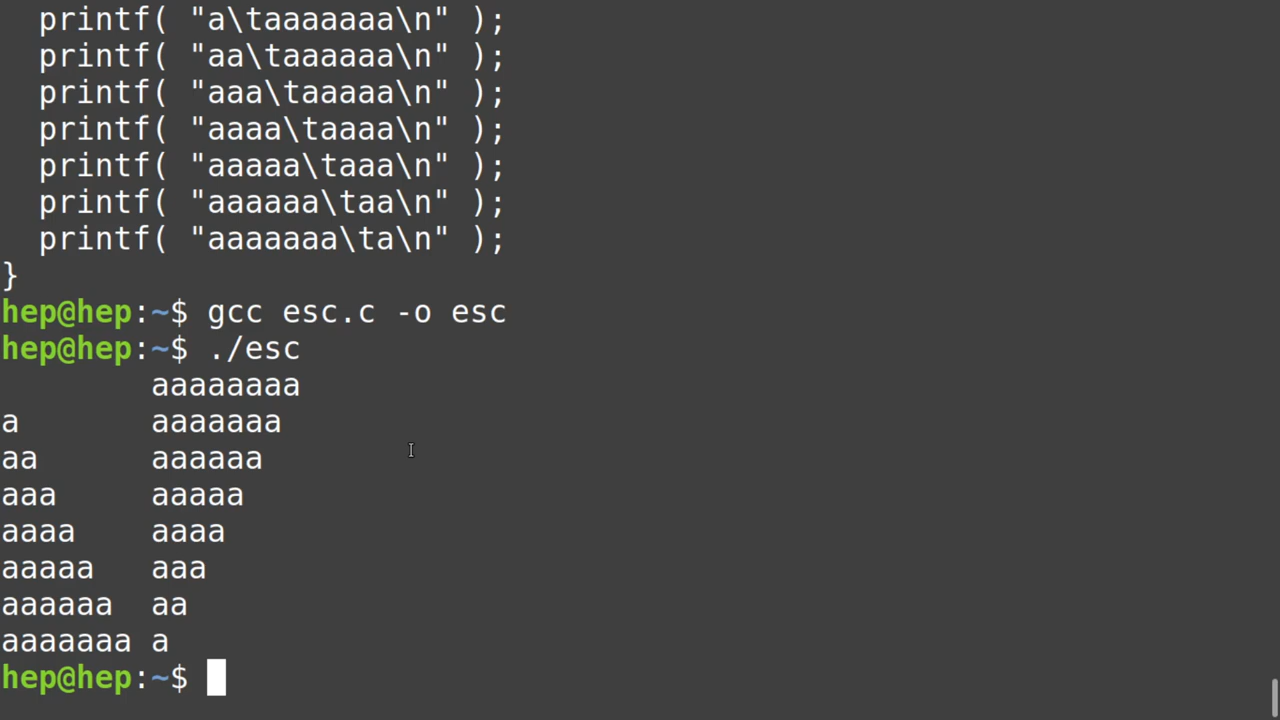 printf( "a\taaaaaaa\n" );
  printf( "aa\taaaaaa\n" );
  printf( "aaa\taaaaa\n" );
  printf( "aaaa\taaaa\n" );
  printf( "aaaaa\taaa\n" );
  printf( "aaaaaa\taa\n" );
  printf( "aaaaaaa\ta\n" );
}
hep@hep:~$ gcc esc.c -o esc
hep@hep:~$ ./esc
        aaaaaaaa
a       aaaaaaa
aa      aaaaaa
aaa     aaaaa
aaaa    aaaa
aaaaa   aaa
aaaaaa  aa
aaaaaaa a
hep@hep:~$